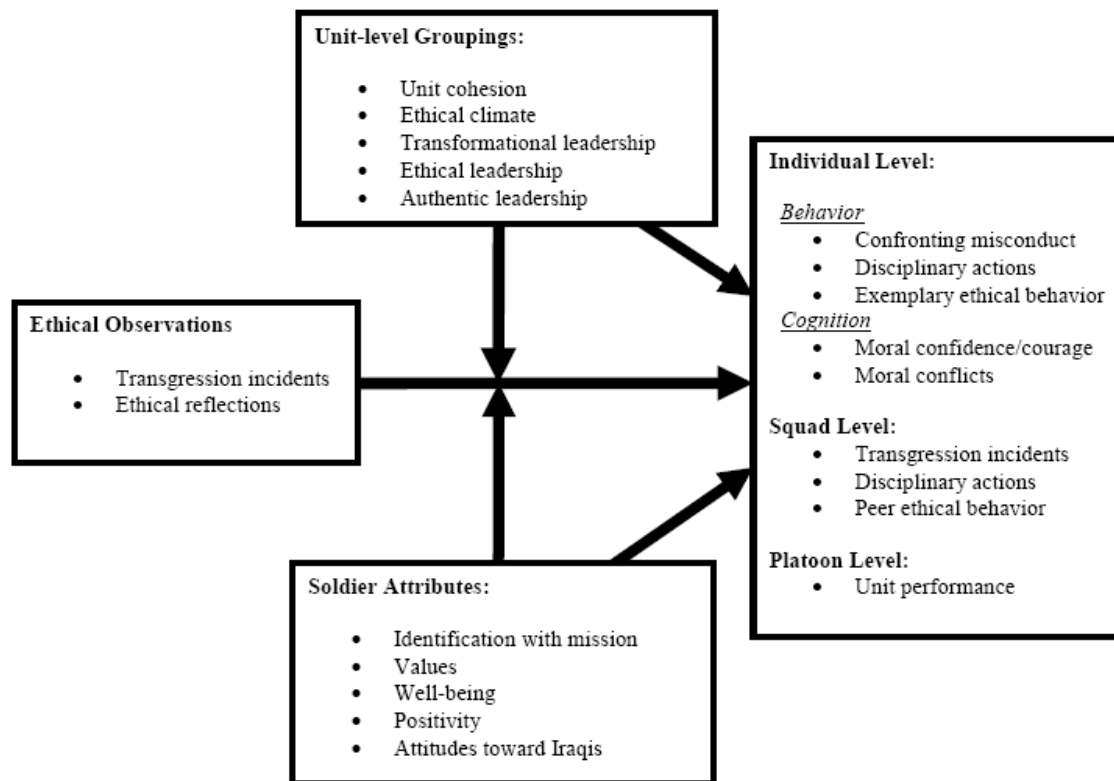 Unit-level Groupings:
• Unit cohesion
• Ethical climate
• Transformational leadership
• Ethical leadership
• Authentic leadership
Ethical Observations
• Transgression incidents
• Ethical reflections
Soldier Attributes:
• Identification with mission
• Values
• Well-being
• Positivity
• Attitudes toward Iraqis
Individual Level:
Behavior
• Confronting misconduct
• Disciplinary actions
• Exemplary ethical behavior
Cognition
• Moral confidence/courage
• Moral conflicts
Squad Level:
• Transgression incidents
• Disciplinary actions
• Peer ethical behavior
Platoon Level:
• Unit performance